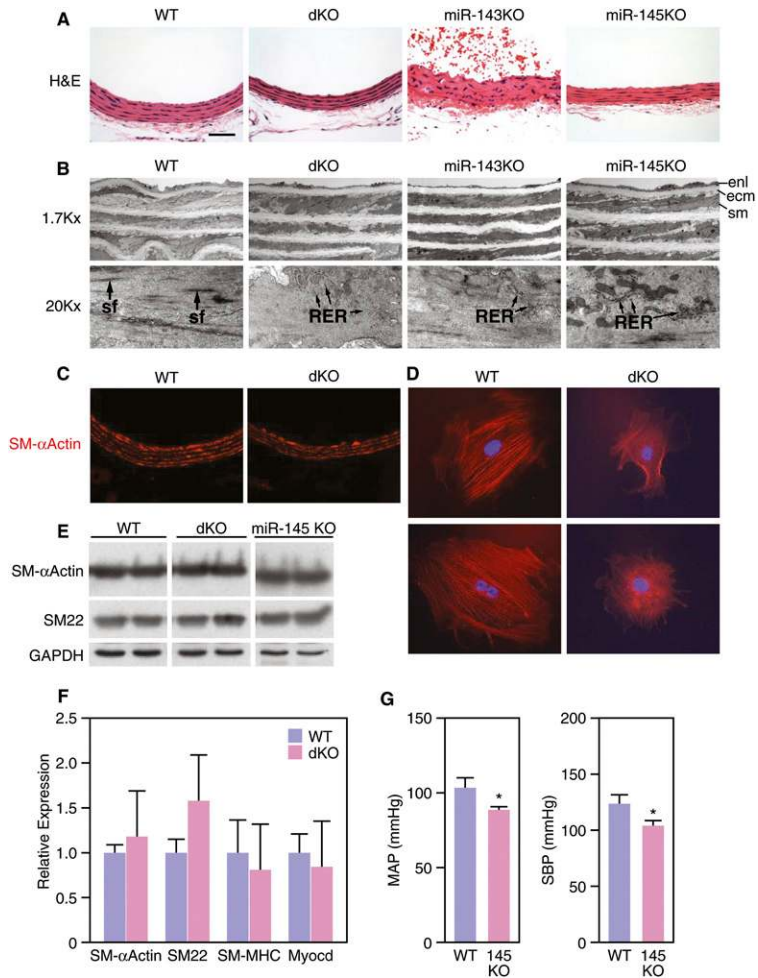 A
WT
dKO
miR-143KO
miR-145KO
H&E
B
WT
dKO
miR-143KO
miR-145KO
1.7Kx
enl
ecm
sm
20Kx
sf
sf
RER
RER
RER
C
WT
dKO
SM-αActin
D
WT
dKO
E
WT
dKO
miR-145 KO
SM-αActin
SM22
GAPDH
F
Relative Expression
2.5
2.0
1.5
1.0
0.5
0
WT
dKO
SM-αActin SM22 SM-MHC Myocd
G
MAP (mmHg)
150
100
50
0
*
WT 145 KO
SBP (mmHg)
200
150
100
50
0
*
WT 145 KO